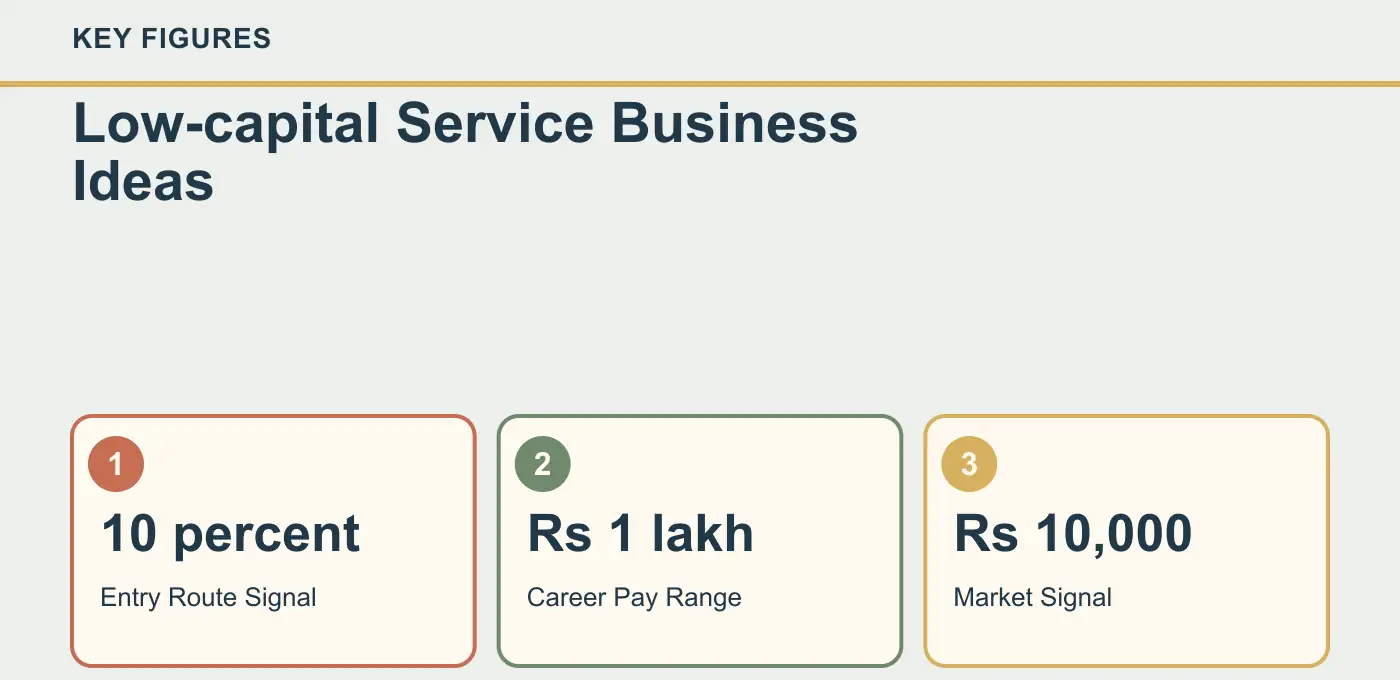 KEY FIGURES
Low-capital Service Business
Ideas
1
10 percent
Entry Route Signal
2
Rs 1 lakh
Career Pay Range
3
Rs 10,000
Market Signal